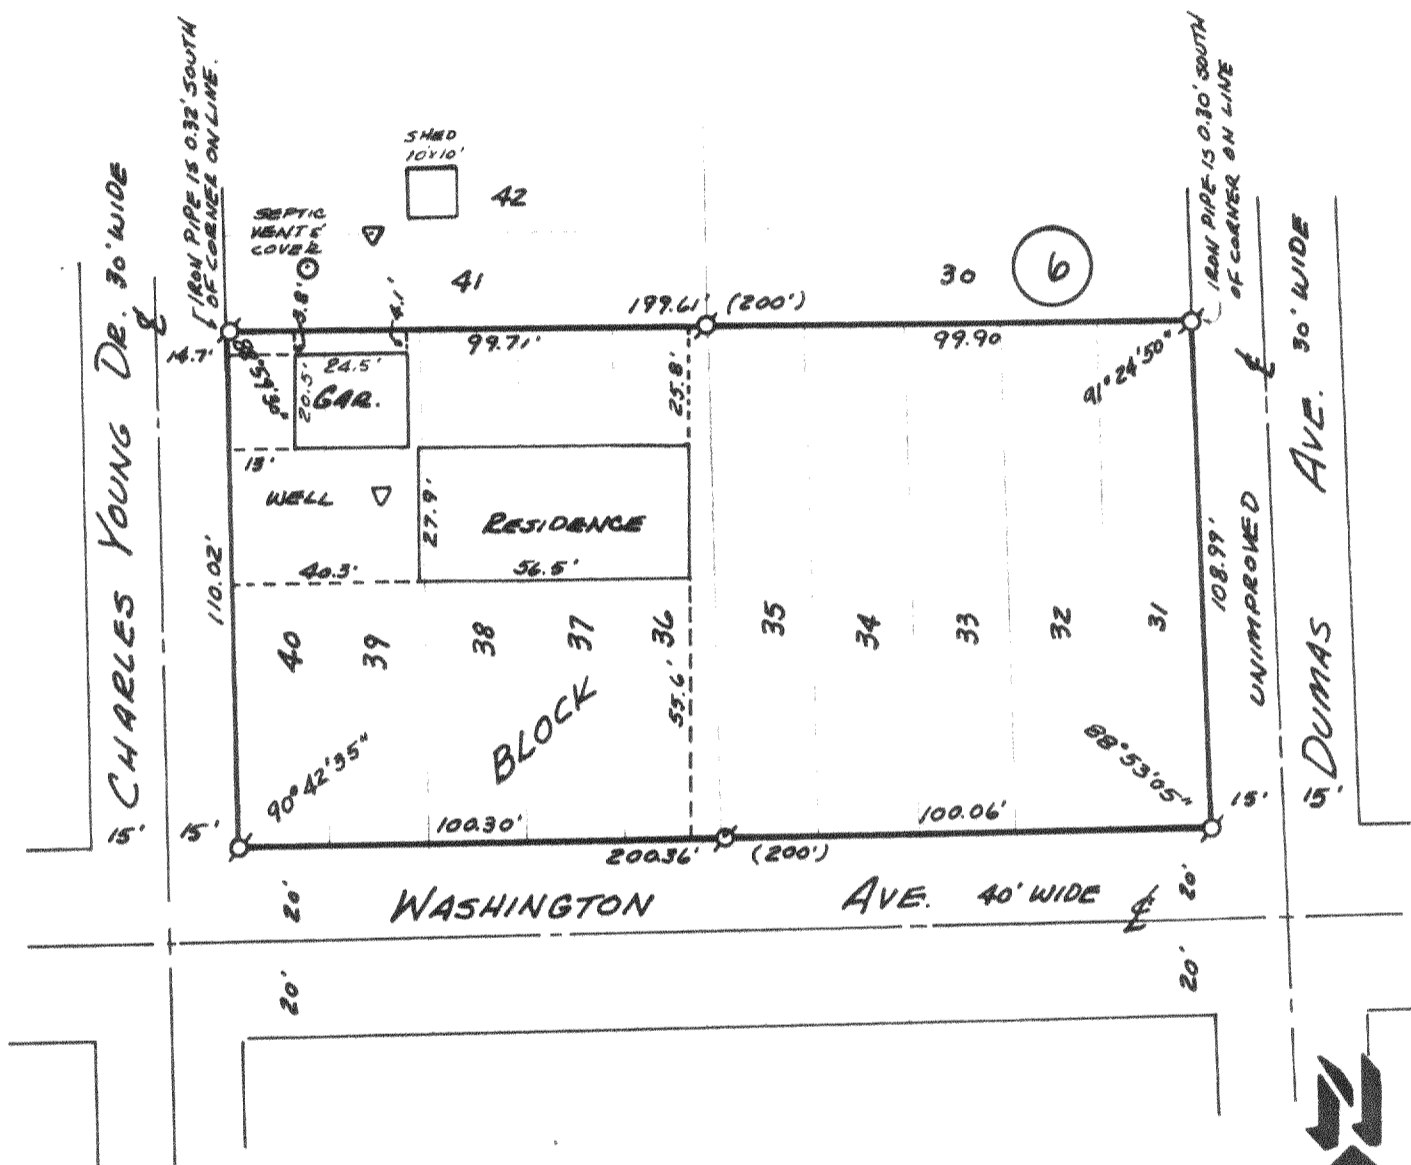 IRON PIPE IS 0.32' SOUTH
OF CORNER ON LINE.
IRON PIPE IS 0.30' SOUTH
OF CORNER ON LINE
SHED
10'x10'
42
SEPTIC
VENT &
COVER
41
30
6
CHARLES YOUNG DR. 30' WIDE
℄
199.61' (200')
99.71'
99.90
14.7'
3.8'
4.1'
24.5'
20.5'
GAR.
25.8'
91°24'50"
℄
13'
WELL
27.9'
RESIDENCE
56.5'
40.3'
110.02'
108.99'
UNIMPROVED
DUMAS AVE. 30' WIDE
40
39
38
37
36
35
34
33
32
31
BLOCK
55.6'
90°42'35"
88°53'05"
15'
15'
15'
15'
100.30'
100.06'
200.36' (200')
20'
WASHINGTON AVE. 40' WIDE ℄
20'
20'
20'